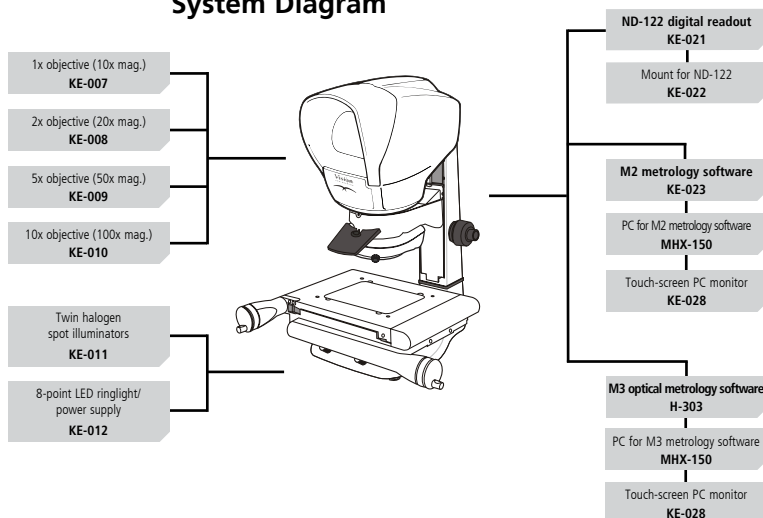 System Diagram
1x objective (10x mag.)
KE-007
2x objective (20x mag.)
KE-008
5x objective (50x mag.)
KE-009
10x objective (100x mag.)
KE-010
Twin halogen
spot illuminators
KE-011
8-point LED ringlight/
power supply
KE-012
Vision
ND-122 digital readout
KE-021
Mount for ND-122
KE-022
M2 metrology software
KE-023
PC for M2 metrology software
MHX-150
Touch-screen PC monitor
KE-028
M3 optical metrology software
H-303
PC for M3 metrology software
MHX-150
Touch-screen PC monitor
KE-028